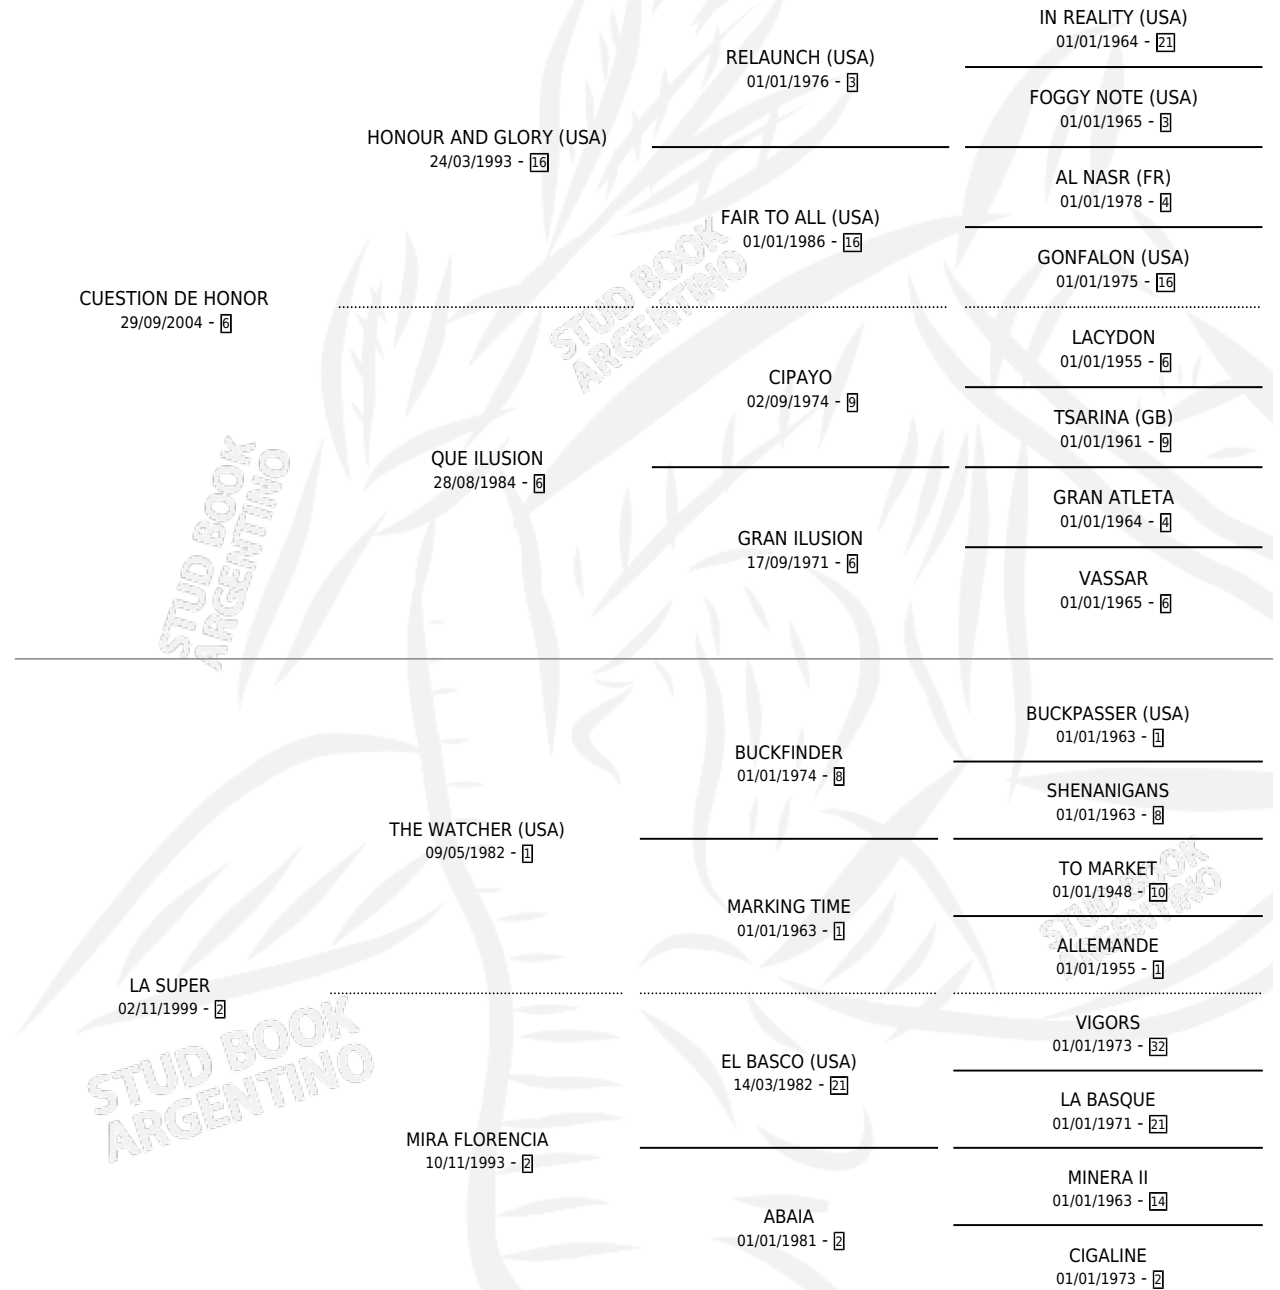 IN REALITY (USA)
01/01/1964 - 21
RELAUNCH (USA)
01/01/1976 - 3
FOGGY NOTE (USA)
01/01/1965 - 3
HONOUR AND GLORY (USA)
24/03/1993 - 16
AL NASR (FR)
01/01/1978 - 4
FAIR TO ALL (USA)
01/01/1986 - 16
GONFALON (USA)
01/01/1975 - 16
CUESTION DE HONOR
29/09/2004 - 6
STUD BOOK
ARGENTINO
LACYDON
01/01/1955 - 6
CIPAYO
02/09/1974 - 9
TSARINA (GB)
01/01/1961 - 9
QUE ILUSION
28/08/1984 - 6
GRAN ATLETA
01/01/1964 - 4
GRAN ILUSION
17/09/1971 - 6
VASSAR
01/01/1965 - 6
STUD BOOK
ARGENTINO
BUCKPASSER (USA)
01/01/1963 - 1
BUCKFINDER
01/01/1974 - 8
SHENANIGANS
01/01/1963 - 8
THE WATCHER (USA)
09/05/1982 - 1
TO MARKET
01/01/1948 - 10
MARKING TIME
01/01/1963 - 1
STUD BOOK
ARGENTINO
ALLEMANDE
01/01/1955 - 1
LA SUPER
02/11/1999 - 2
VIGORS
01/01/1973 - 32
EL BASCO (USA)
14/03/1982 - 21
LA BASQUE
01/01/1971 - 21
STUD BOOK
ARGENTINO
MIRA FLORENCIA
10/11/1993 - 2
MINERA II
01/01/1963 - 14
ABAIA
01/01/1981 - 2
CIGALINE
01/01/1973 - 2